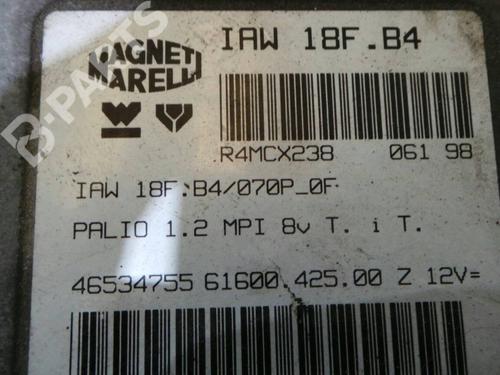 B-PARTS
MAGNETI
MARELLI
IAW 18F.B4
R4MCX238 061 98
IAW 18F.B4/070P_0F
PALIO 1.2 MPI 8v T. i T.
46534755 61600.425.00 Z 12V=